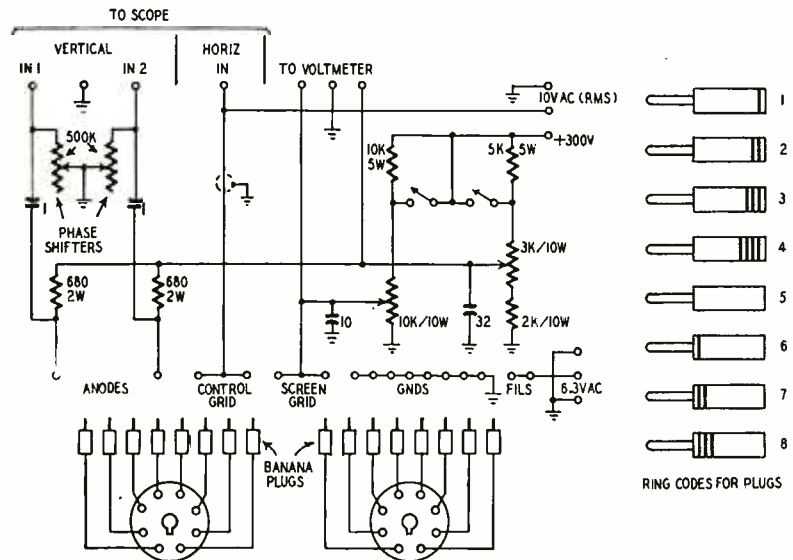 TO SCOPE
VERTICAL
HORIZ
IN 1
IN 2
IN
TO VOLTMETER
10VAC (RMS)
+300V
500K
10K
5W
5K
5W
PHASE
SHIFTERS
.1
.1
680
2W
680
2W
3K/10W
10
10K/10W
32
2K/10W
ANODES
CONTROL
GRID
SCREEN
GRID
GNDS
FILS
6.3VAC
BANANA
PLUGS
1
2
3
4
5
6
7
8
RING CODES FOR PLUGS